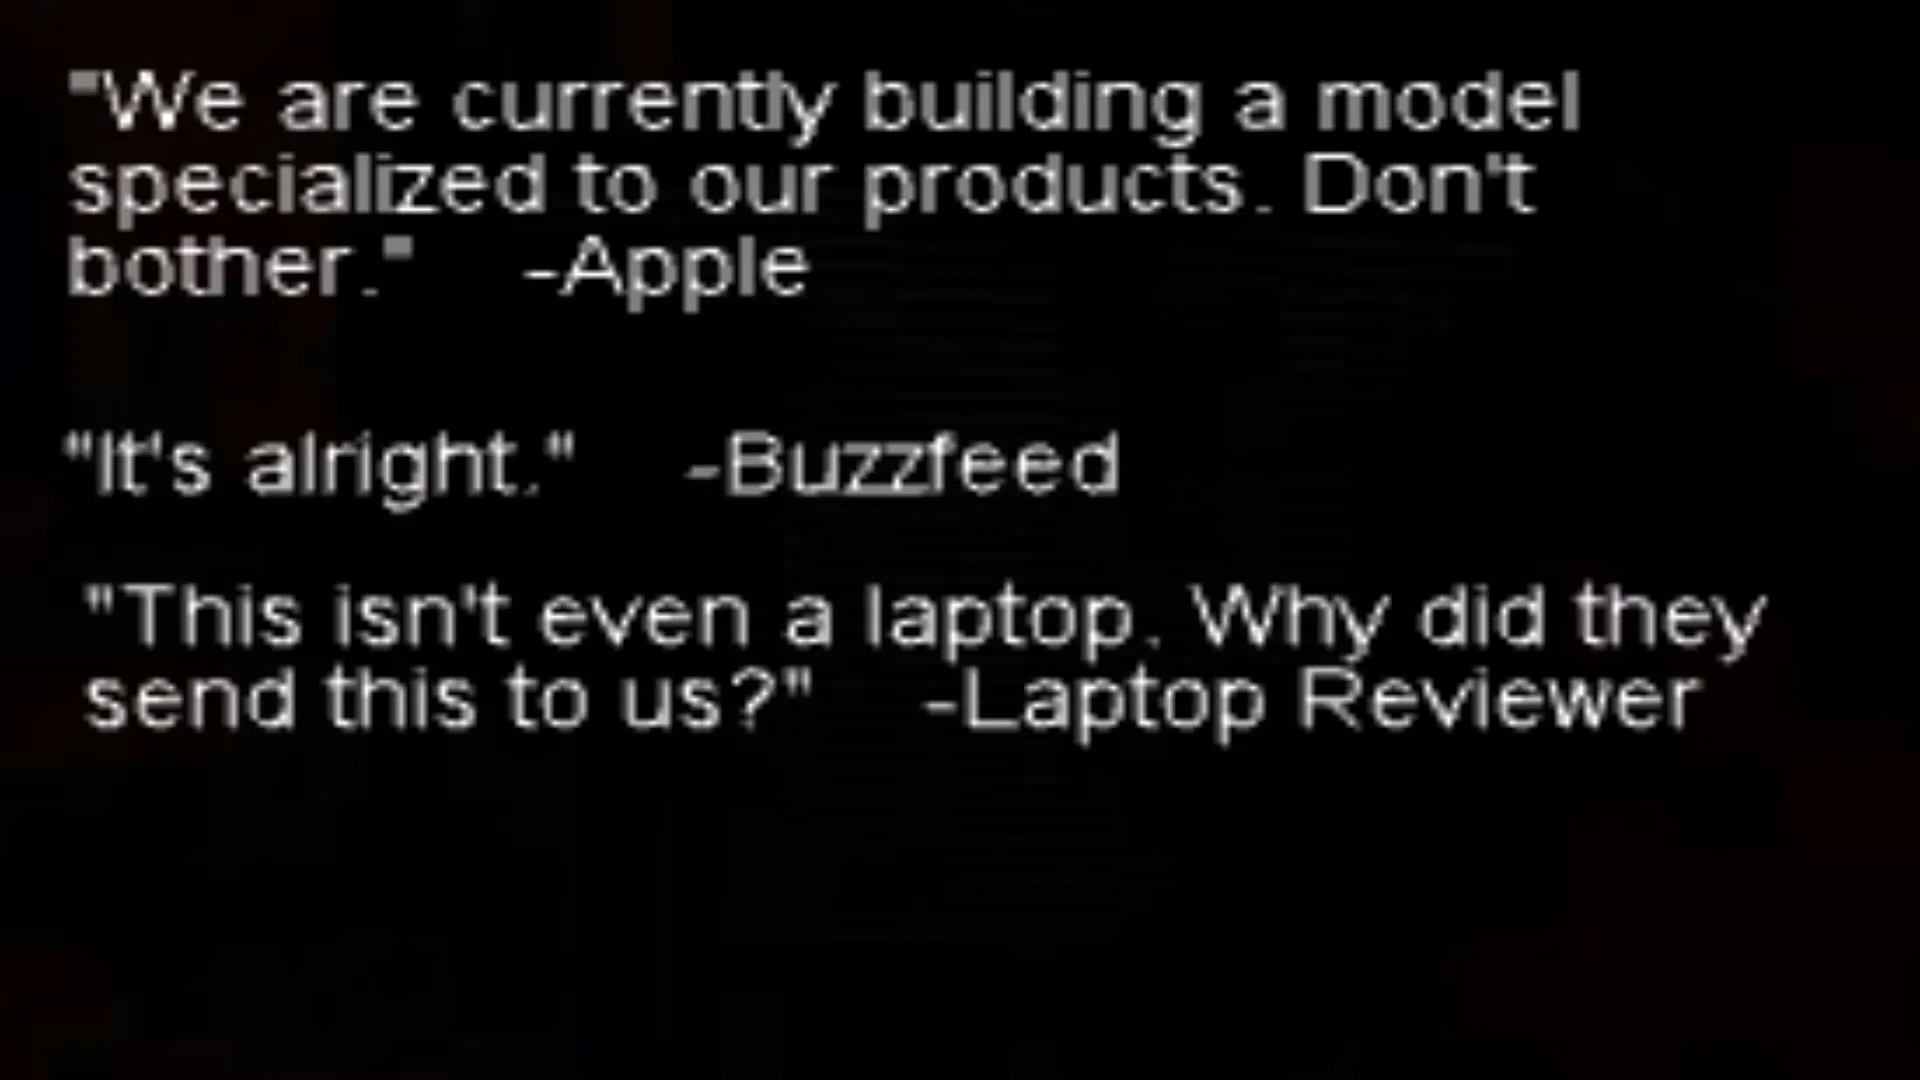 "We are currently building a model
specialized to our products. Don't
bother."    -Apple
"It's alright."    -Buzzfeed
"This isn't even a laptop. Why did they
send this to us?"    -Laptop Reviewer